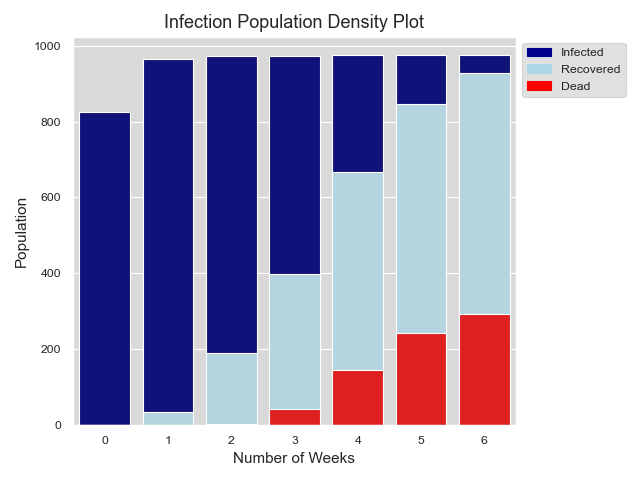 Infection Population Density Plot
Infected
Recovered
Dead
1000
800
600
400
200
0
Population
0 1 2 3 4 5 6
Number of Weeks